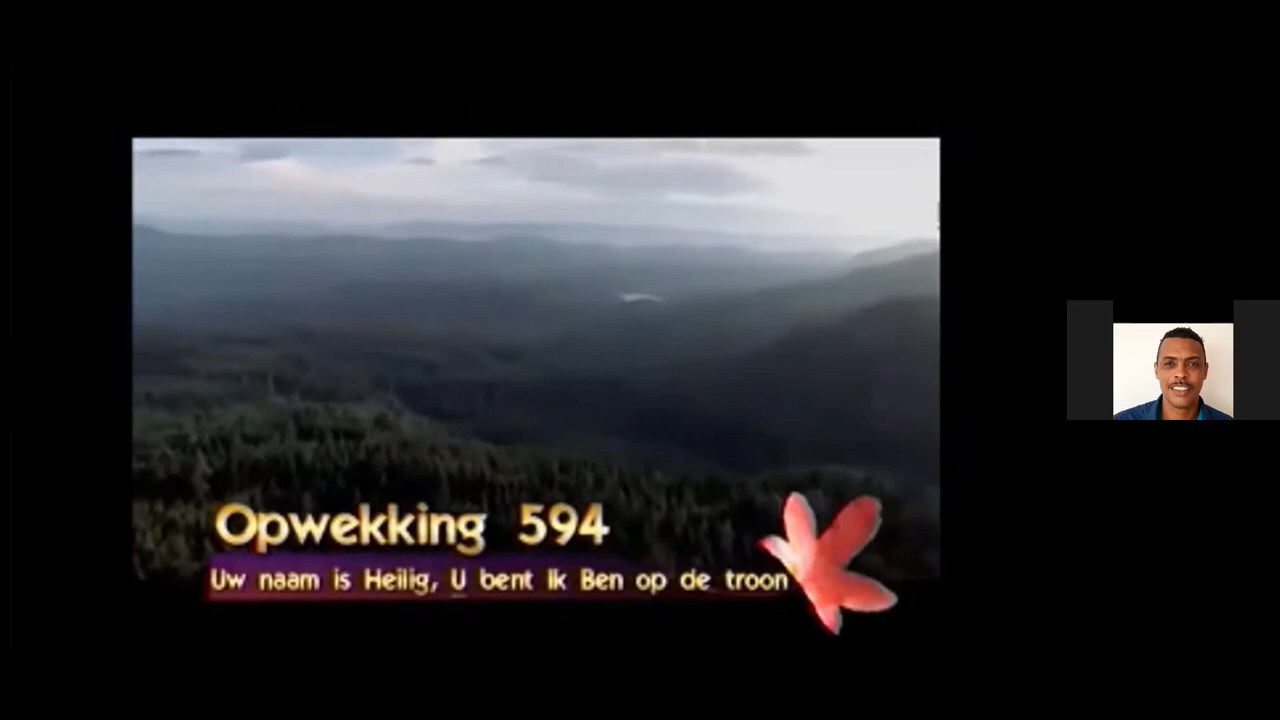 Opwekking 594
Uw naam is Heilig, U bent Ik Ben op de troon